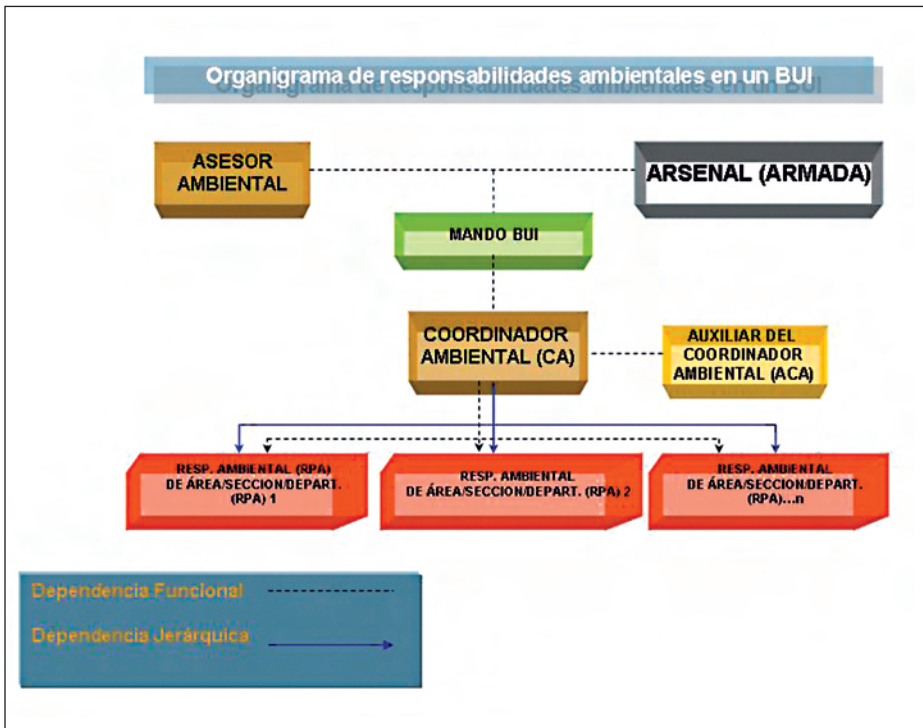 Organigrama de responsabilidades ambientales en un BUI
ASESOR
AMBIENTAL
ARSENAL (ARMADA)
MANDO BUI
COORDINADOR
AMBIENTAL (CA)
AUXILIAR DEL
COORDINADOR
AMBIENTAL (ACA)
RESP. AMBIENTAL (RPA)
DE ÁREA/SECCION/DEPART.
(RPA) 1
RESP. AMBIENTAL
DE ÁREA/SECCION/DEPART. (RPA) 2
RESP. AMBIENTAL
DE ÁREA/SECCION/DEPART.
(RPA)...n
Dependencia Funcional
Dependencia Jerárquica